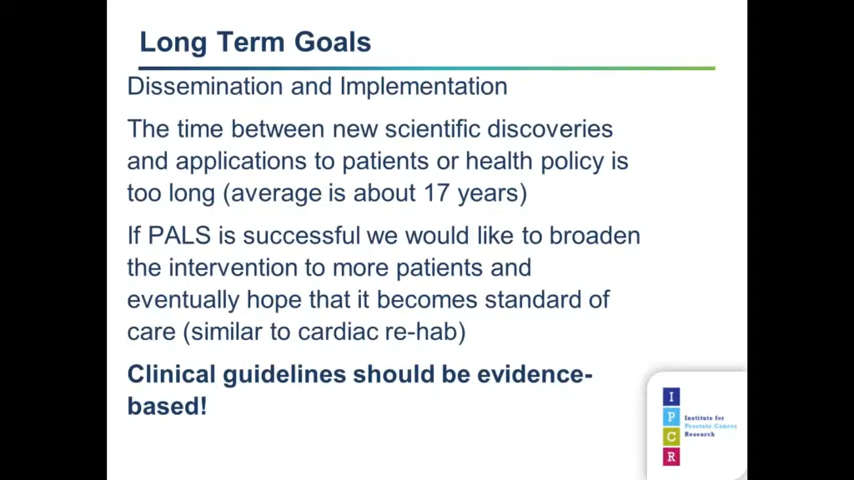 Long Term Goals
Dissemination and Implementation
The time between new scientific discoveries
and applications to patients or health policy is
too long (average is about 17 years)
If PALS is successful we would like to broaden
the intervention to more patients and
eventually hope that it becomes standard of
care (similar to cardiac re-hab)
Clinical guidelines should be evidence-
based!
I
P
C
R
Institute for
Prostate Cancer
Research